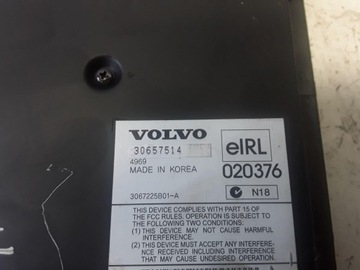 VOLVO
30657514
4969
MADE IN KOREA
3067225B01-A
eIRL
020376
N18
THIS DEVICE COMPLIES WITH PART 15 OF
THE FCC RULES. OPERATION IS SUBJECT TO
THE FOLLOWING TWO CONDITIONS:
(1) THIS DEVICE MAY NOT CAUSE HARMFUL
INTERFERENCE.
(2) THIS DEVICE MUST ACCEPT ANY INTERFERE-
ENCE RECEIVED, INCLUDING INTERFERENCE
THAT MAY CAUSE UNDESIRED OPERATION.